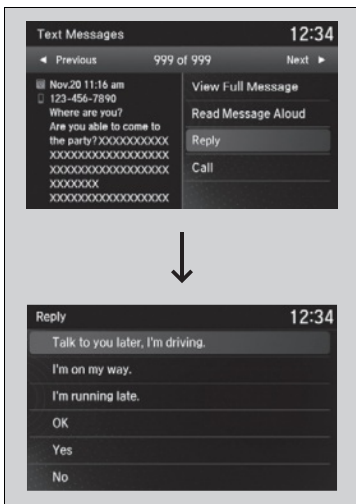 Text Messages 12:34
◄ Previous 999 of 999 Next ►
Nov.20 11:16 am
123-456-7890
Where are you?
Are you able to come to
the party?XXXXXXXXXX
XXXXXXXXXXXXXXXXX
XXXXXXXXXXXXXXXXX
XXXXXXX
XXXXXXXXXXXXXXXXX
View Full Message
Read Message Aloud
Reply
Call
Reply 12:34
Talk to you later, I'm driving.
I'm on my way.
I'm running late.
OK
Yes
No